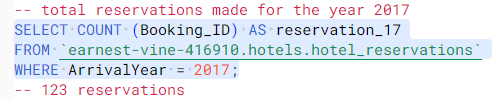 -- total reservations made for the year 2017
SELECT COUNT (Booking_ID) AS reservation_17
FROM `earnest-vine-416910.hotels.hotel_reservations`
WHERE ArrivalYear = 2017;
-- 123 reservations